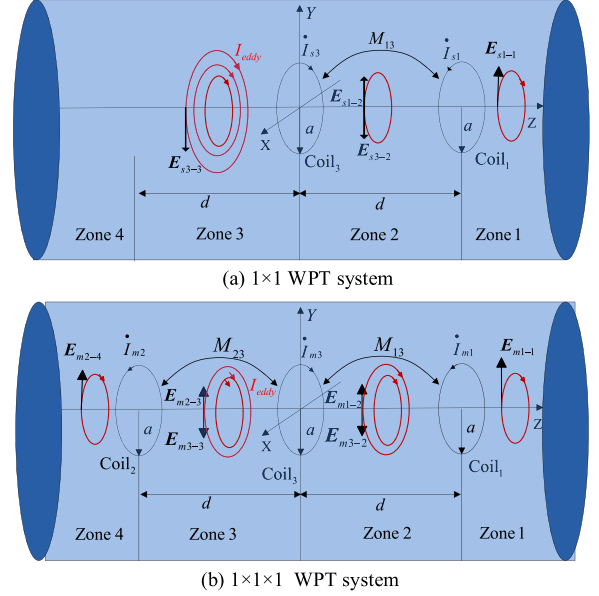 Y
I_eddy
İ_s3
M_13
İ_s1
E_s1−1
E_s1−2
a
a
Z
X
E_s3−3
E_s3−2
Coil_3
Coil_1
d
d
Zone 4
Zone 3
Zone 2
Zone 1
(a) 1×1 WPT system
Y
E_m2−4
İ_m2
M_23
İ_m3
M_13
İ_m1
E_m1−1
I_eddy
E_m2−3
E_m1−2
a
a
a
Z
X
E_m3−3
E_m3−2
Coil_2
Coil_3
Coil_1
d
d
Zone 4
Zone 3
Zone 2
Zone 1
(b) 1×1×1 WPT system